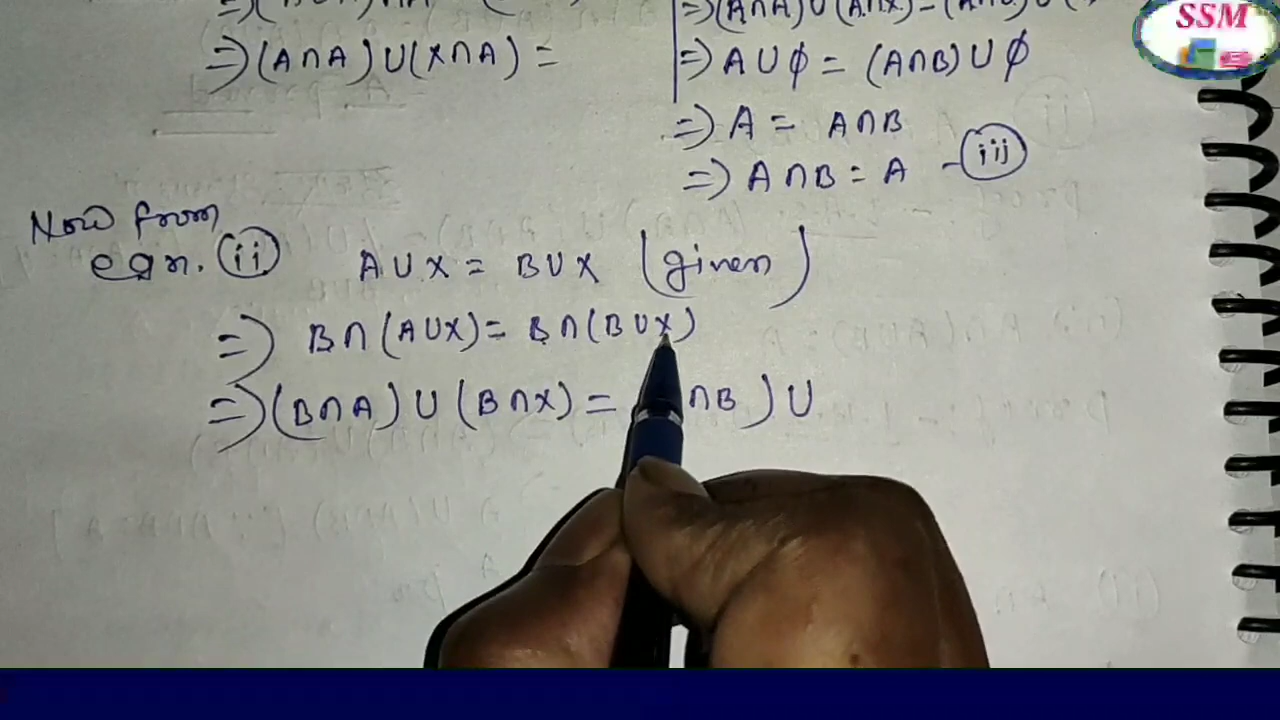 ⇒(A∩A)∪(X∩A) =
⇒(A∩A)∪(A∩X) = (A∩B)∪(
⇒ A∪ϕ = (A∩B)∪ϕ
⇒ A = A∩B
⇒ A∩B = A - (iii)
Now from
eqn. (ii) A∪X = B∪X (given)
⇒ B∩(A∪X) = B∩(B∪X)
⇒(B∩A)∪(B∩X) = ∩B)∪
SSM